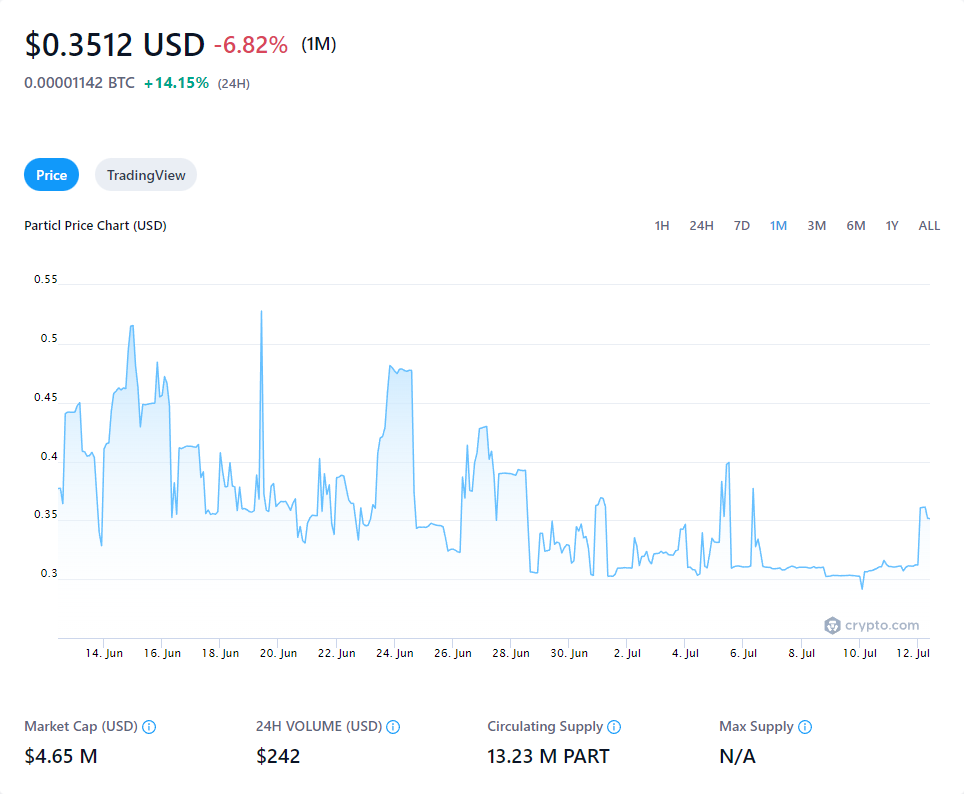 $0.3512 USD -6.82% (1M)
0.00001142 BTC +14.15% (24H)
Price TradingView
Particl Price Chart (USD) 1H 24H 7D 1M 3M 6M 1Y ALL
0.55
0.5
0.45
0.4
0.35
0.3
crypto.com
14. Jun 16. Jun 18. Jun 20. Jun 22. Jun 24. Jun 26. Jun 28. Jun 30. Jun 2. Jul 4. Jul 6. Jul 8. Jul 10. Jul 12. Jul
Market Cap (USD) 24H VOLUME (USD) Circulating Supply Max Supply
$4.65 M $242 13.23 M PART N/A